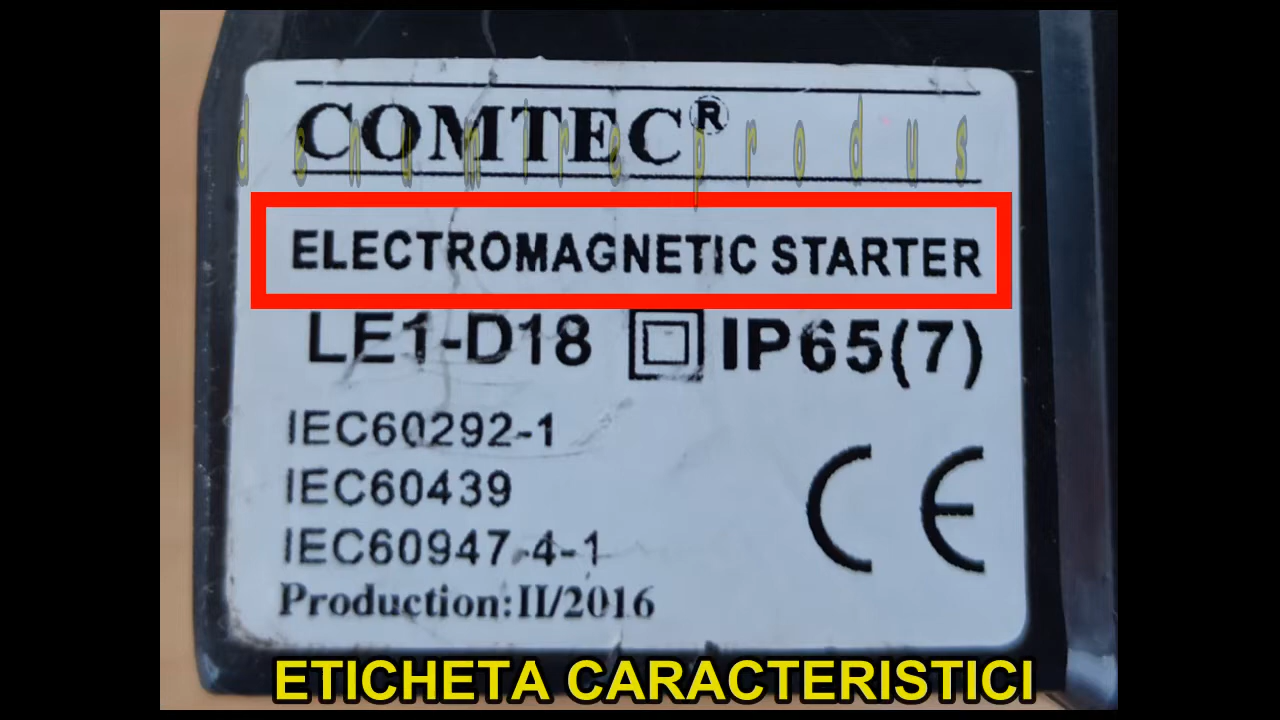 COMTEC®
denumire produs
ELECTROMAGNETIC STARTER
LE1-D18 IP65(7)
IEC60292-1
IEC60439
IEC60947-4-1
CE
Production:II/2016
ETICHETA CARACTERISTICI